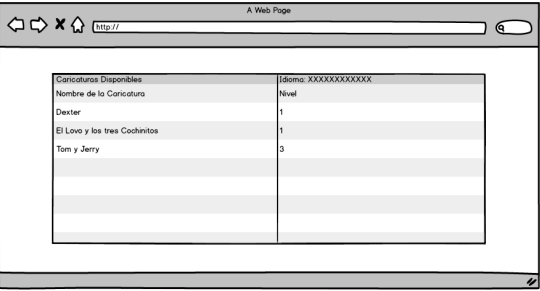 A Web Page
http://
Caricaturas Disponibles Idioma: XXXXXXXXXXXX
Nombre de la Caricatura Nivel
Dexter 1
El Lovo y los tres Cochinitos 1
Tom y Jerry 3